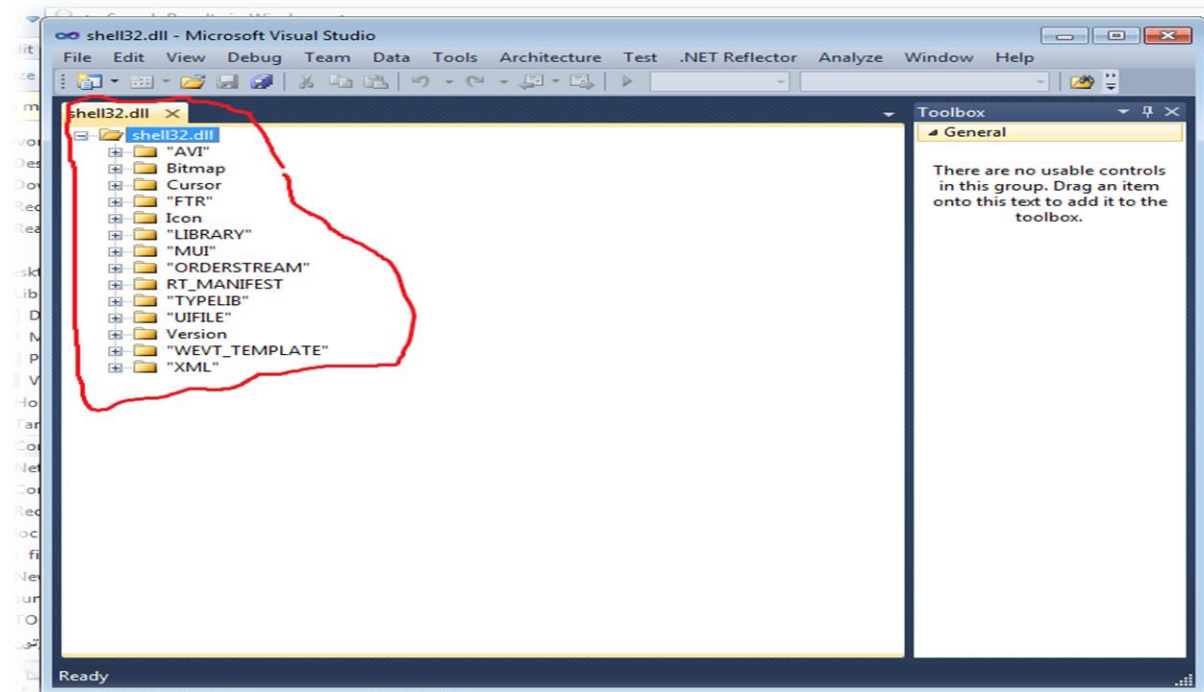 shell32.dll - Microsoft Visual Studio
File Edit View Debug Team Data Tools Architecture Test .NET Reflector Analyze Window Help
shell32.dll
shell32.dll
"AVI"
Bitmap
Cursor
"FTR"
Icon
"LIBRARY"
"MUI"
"ORDERSTREAM"
RT_MANIFEST
"TYPELIB"
"UIFILE"
Version
"WEVT_TEMPLATE"
"XML"
Toolbox
General
There are no usable controls
in this group. Drag an item
onto this text to add it to the
toolbox.
Ready